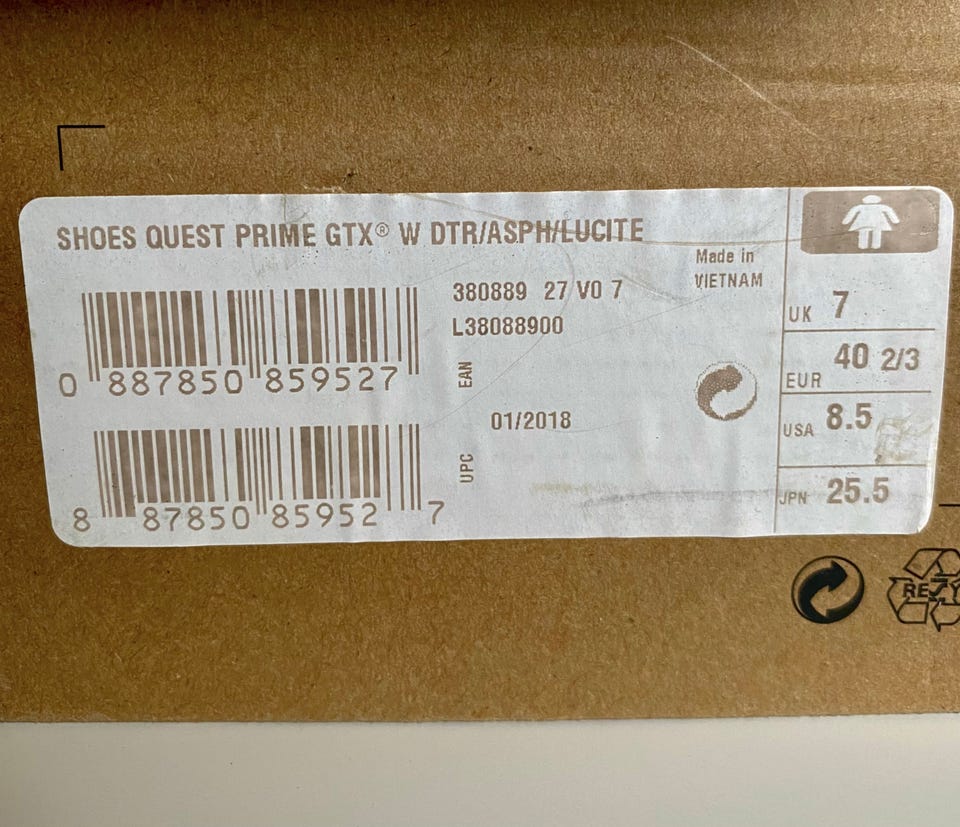 SHOES QUEST PRIME GTX® W DTR/ASPH/LUCITE
Made in
VIETNAM
380889 27 V0 7
L38088900
0 887850 859527
EAN
01/2018
8 87850 85952 7
UPC
UK 7
EUR 40 2/3
USA 8.5
JPN 25.5